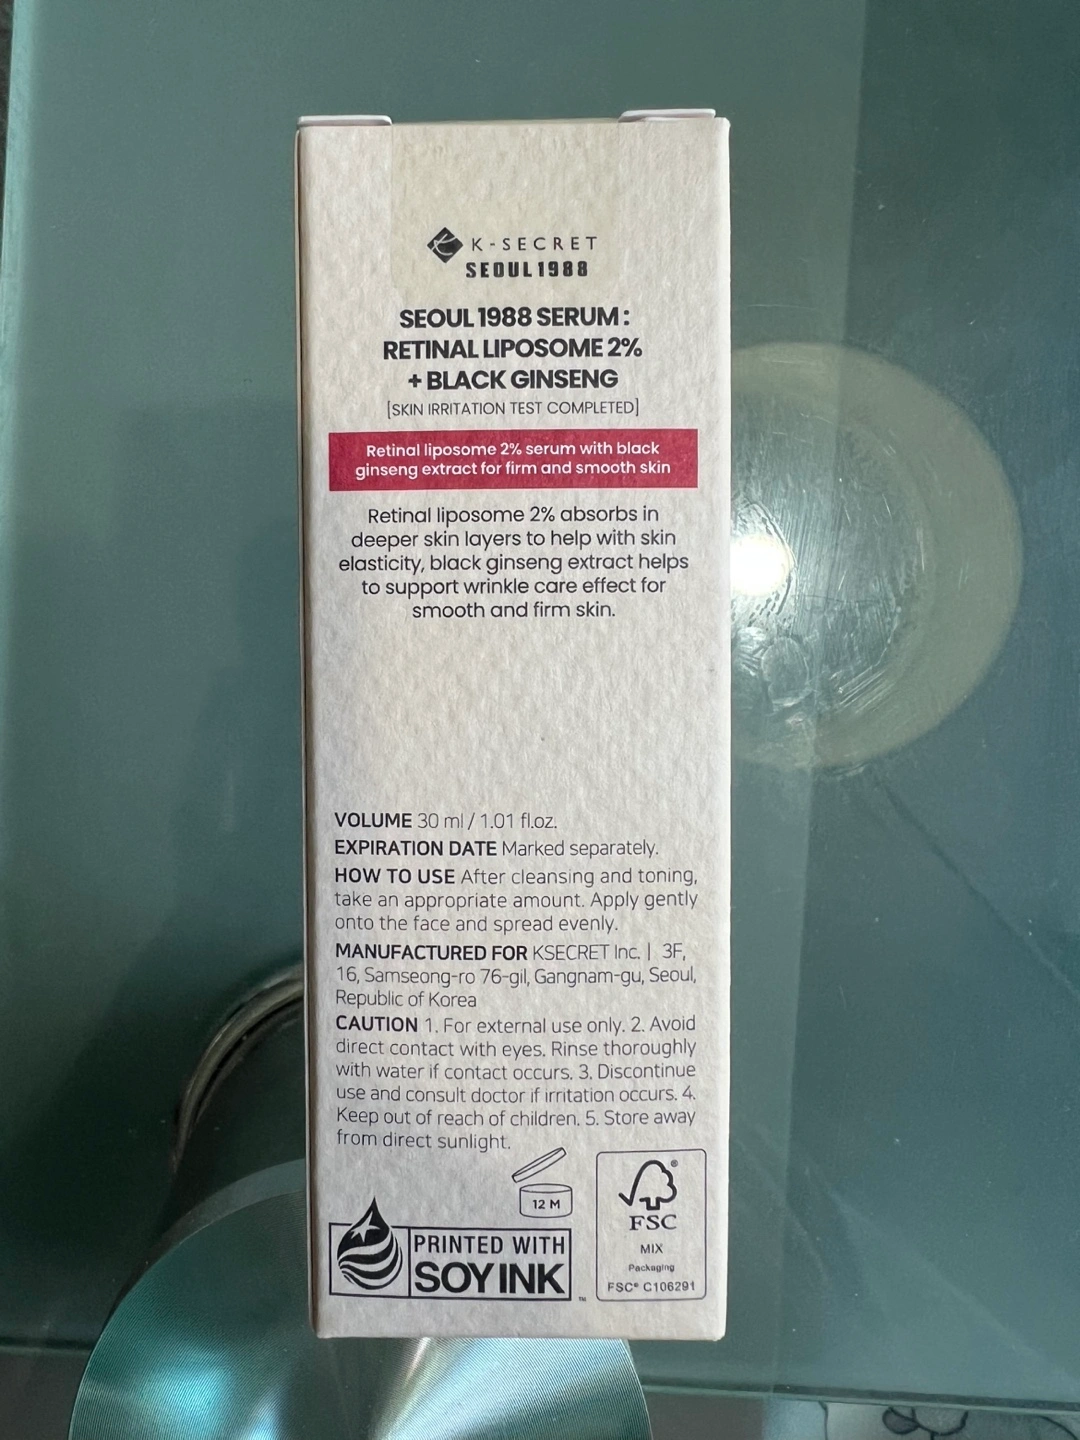 K-SECRET
SEOUL1988
SEOUL 1988 SERUM :
RETINAL LIPOSOME 2%
+ BLACK GINSENG
[SKIN IRRITATION TEST COMPLETED]
Retinal liposome 2% serum with black
ginseng extract for firm and smooth skin
Retinal liposome 2% absorbs in
deeper skin layers to help with skin
elasticity, black ginseng extract helps
to support wrinkle care effect for
smooth and firm skin.
VOLUME 30 ml / 1.01 fl.oz.
EXPIRATION DATE Marked separately.
HOW TO USE After cleansing and toning,
take an appropriate amount. Apply gently
onto the face and spread evenly.
MANUFACTURED FOR KSECRET Inc. | 3F,
16, Samseong-ro 76-gil, Gangnam-gu, Seoul,
Republic of Korea
CAUTION 1. For external use only. 2. Avoid
direct contact with eyes. Rinse thoroughly
with water if contact occurs. 3. Discontinue
use and consult doctor if irritation occurs. 4.
Keep out of reach of children. 5. Store away
from direct sunlight.
12 M
PRINTED WITH
SOY INK ™
®
FSC
MIX
Packaging
FSC® C106291